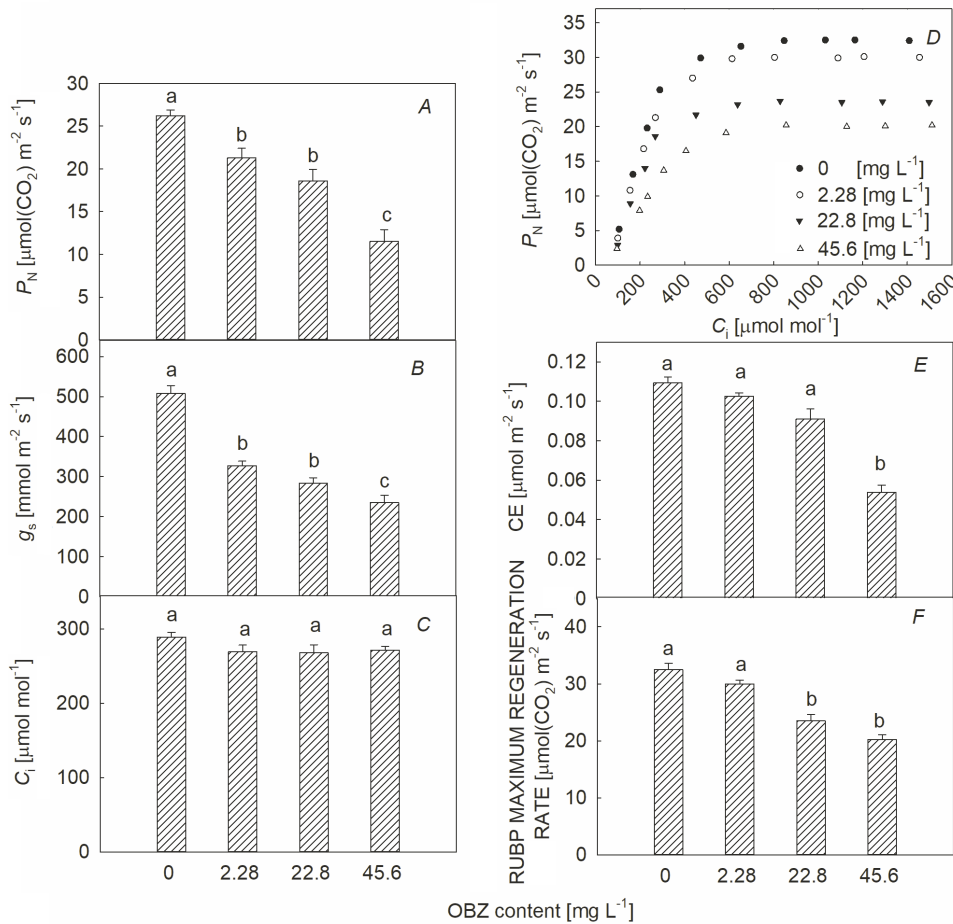 A
P_N [μmol(CO₂) m⁻² s⁻¹]
30
25
20
15
10
5
0
a
b
b
c
B
g_s [mmol m⁻² s⁻¹]
600
500
400
300
200
100
0
a
b
b
c
C
C_i [μmol mol⁻¹]
300
200
100
0
a
a
a
a
0
2.28
22.8
45.6
D
P_N [μmol(CO₂) m⁻² s⁻¹]
35
30
25
20
15
10
5
0
0 [mg L⁻¹]
2.28 [mg L⁻¹]
22.8 [mg L⁻¹]
45.6 [mg L⁻¹]
0
200
400
600
800
1000
1200
1400
1600
C_i [μmol mol⁻¹]
E
CE [μmol m⁻² s⁻¹]
0.12
0.10
0.08
0.06
0.04
0.02
0
a
a
a
b
F
RUBP MAXIMUM REGENERATION
RATE [μmol(CO₂) m⁻² s⁻¹]
40
30
20
10
0
a
a
b
b
0
2.28
22.8
45.6
OBZ content [mg L⁻¹]